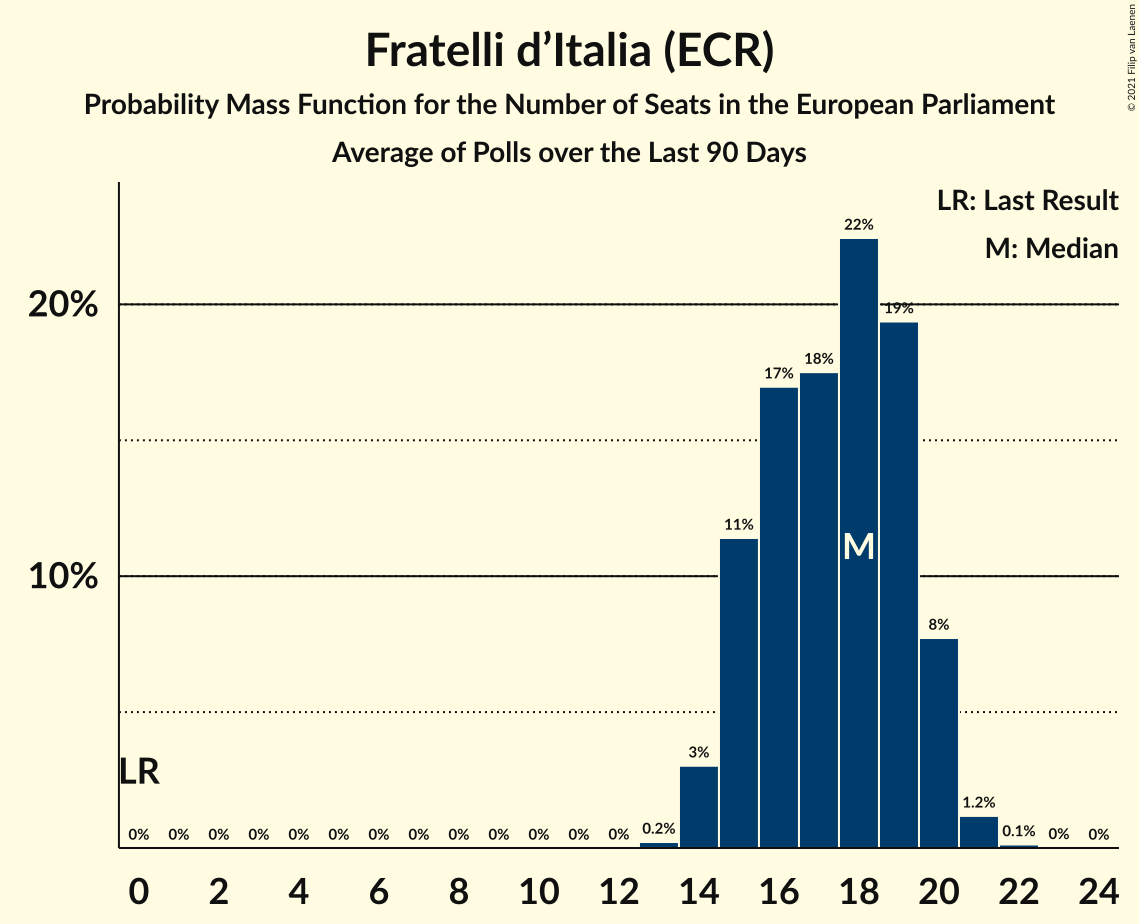 Fratelli d’Italia (ECR)
Probability Mass Function for the Number of Seats in the European Parliament
Average of Polls over the Last 90 Days
© 2021 Filip van Laenen
LR: Last Result
M: Median
22%
20%
19%
18%
17%
11%
M
10%
8%
3%
LR
1.2%
0% 0% 0% 0% 0% 0% 0% 0% 0% 0% 0% 0% 0% 0.2% 0.1% 0% 0%
0 2 4 6 8 10 12 14 16 18 20 22 24